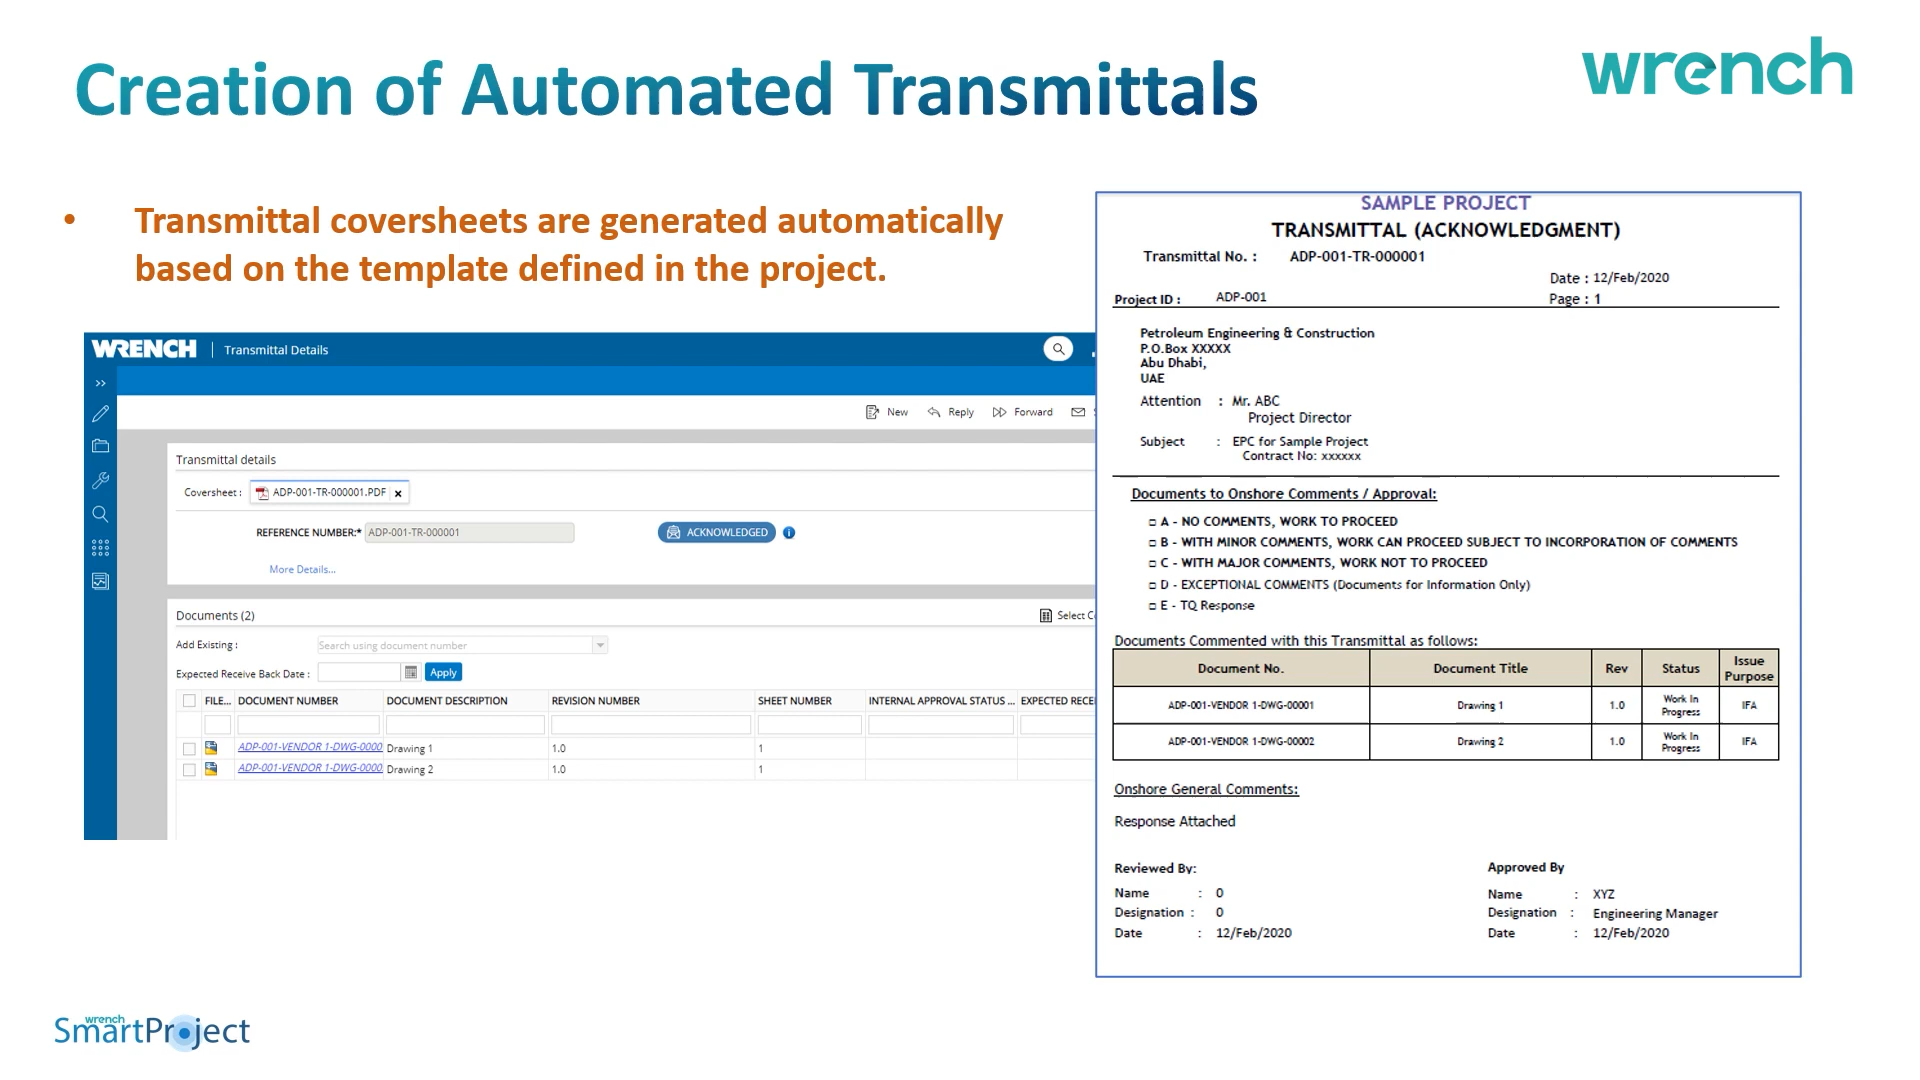 Creation of Automated Transmittals
wrench
• Transmittal coversheets are generated automatically
based on the template defined in the project.
WRENCH | Transmittal Details
New Reply Forward
Transmittal details
Coversheet : ADP-001-TR-000001.PDF x
REFERENCE NUMBER:* ADP-001-TR-000001 ACKNOWLEDGED i
More Details...
Documents (2) Select
Add Existing : Search using document number
Expected Receive Back Date : Apply
FILE... DOCUMENT NUMBER DOCUMENT DESCRIPTION REVISION NUMBER SHEET NUMBER INTERNAL APPROVAL STATUS ... EXPECTED
ADP-001-VENDOR 1-DWG-0000 Drawing 1 1.0 1
ADP-001-VENDOR 1-DWG-0000 Drawing 2 1.0 1
SAMPLE PROJECT
TRANSMITTAL (ACKNOWLEDGMENT)
Transmittal No. : ADP-001-TR-000001
Date : 12/Feb/2020
Project ID : ADP-001 Page : 1
Petroleum Engineering & Construction
P.O.Box XXXXX
Abu Dhabi,
UAE
Attention : Mr. ABC
Project Director
Subject : EPC for Sample Project
Contract No: xxxxxx
Documents to Onshore Comments / Approval:
□ A - NO COMMENTS, WORK TO PROCEED
□ B - WITH MINOR COMMENTS, WORK CAN PROCEED SUBJECT TO INCORPORATION OF COMMENTS
□ C - WITH MAJOR COMMENTS, WORK NOT TO PROCEED
□ D - EXCEPTIONAL COMMENTS (Documents for Information Only)
□ E - TQ Response
Documents Commented with this Transmittal as follows:
Document No. Document Title Rev Status Issue Purpose
ADP-001-VENDOR 1-DWG-00001 Drawing 1 1.0 Work In Progress IFA
ADP-001-VENDOR 1-DWG-00002 Drawing 2 1.0 Work In Progress IFA
Onshore General Comments:
Response Attached
Reviewed By: Approved By
Name : 0 Name : XYZ
Designation : 0 Designation : Engineering Manager
Date : 12/Feb/2020 Date : 12/Feb/2020
wrench
SmartProject